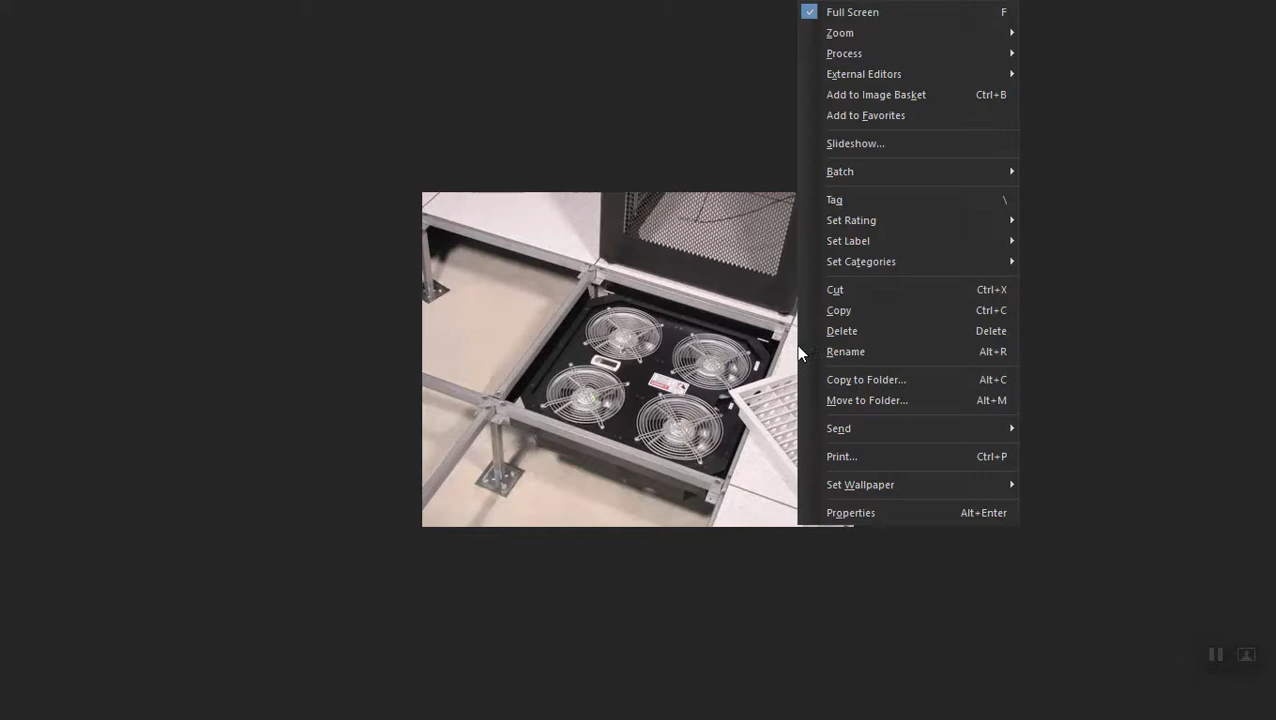 Full Screen F
Zoom
Process
External Editors
Add to Image Basket Ctrl+B
Add to Favorites
Slideshow...
Batch
Tag \
Set Rating
Set Label
Set Categories
Cut Ctrl+X
Copy Ctrl+C
Delete Delete
Rename Alt+R
Copy to Folder... Alt+C
Move to Folder... Alt+M
Send
Print... Ctrl+P
Set Wallpaper
Properties Alt+Enter